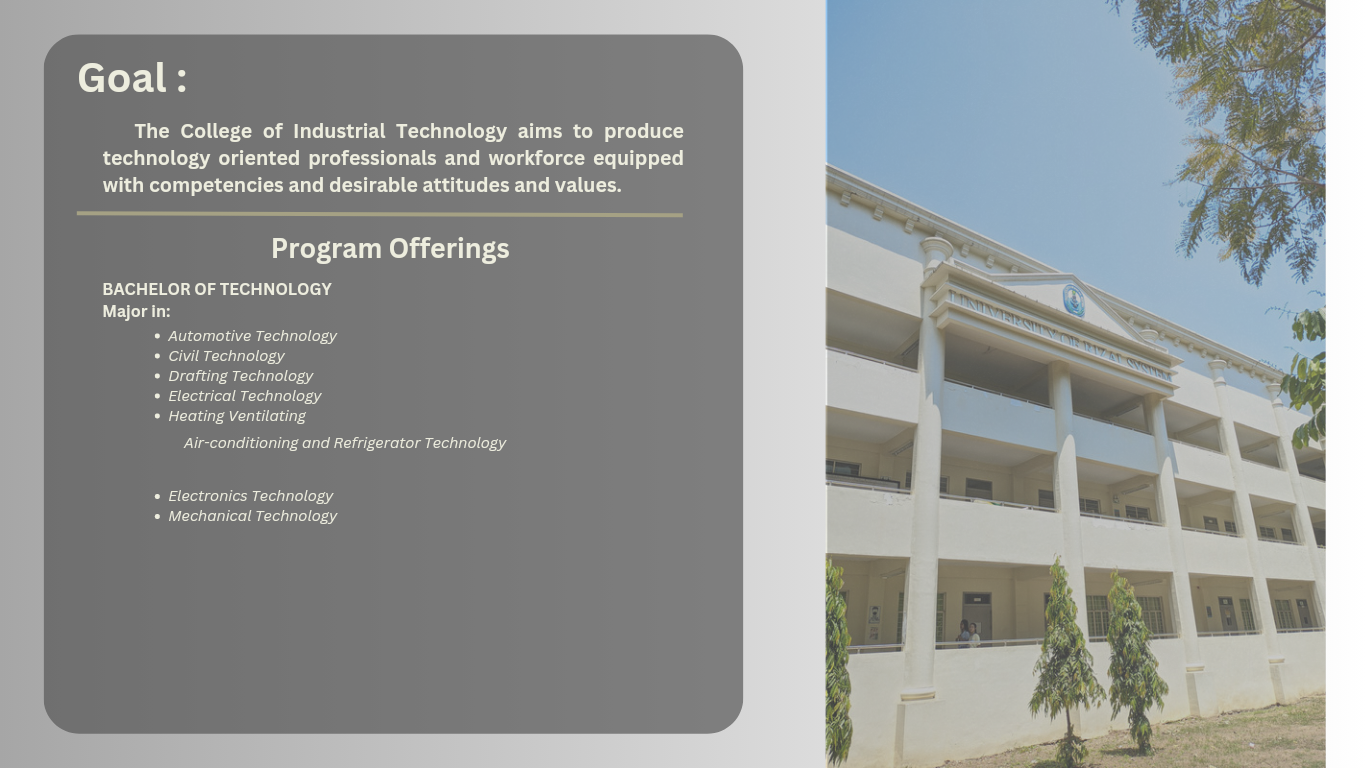 Goal :
The College of Industrial Technology aims to produce
technology oriented professionals and workforce equipped
with competencies and desirable attitudes and values.
Program Offerings
BACHELOR OF TECHNOLOGY
Major in:
• Automotive Technology
• Civil Technology
• Drafting Technology
• Electrical Technology
• Heating Ventilating
Air-conditioning and Refrigerator Technology
• Electronics Technology
• Mechanical Technology
UNIVERSITY OF RIZAL SYSTEM